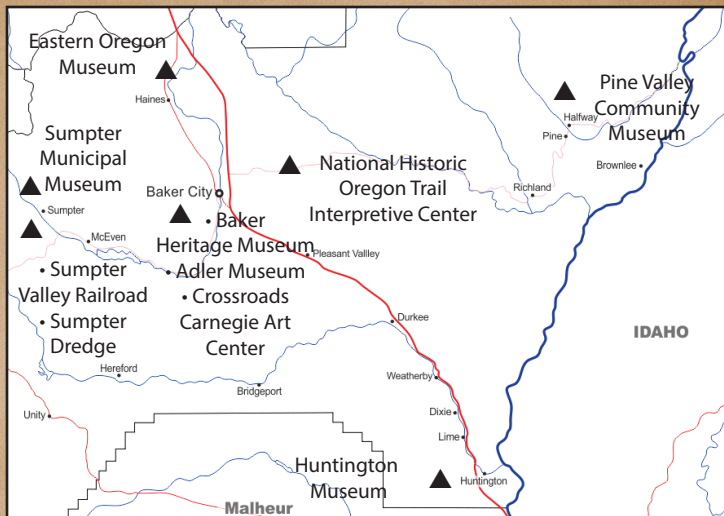 Eastern Oregon
Museum
Haines
Pine Valley
Community
Museum
Halfway
Pine
Brownlee
Richland
Sumpter
Municipal
Museum
Sumpter
McEven
Baker City
National Historic
Oregon Trail
Interpretive Center
• Baker
Heritage Museum
• Adler Museum
• Crossroads
Carnegie Art
Center
Pleasant Vallley
• Sumpter
Valley Railroad
• Sumpter
Dredge
Durkee
IDAHO
Hereford
Bridgeport
Weatherby
Unity
Dixie
Lime
Huntington
Museum
Huntington
Malheur